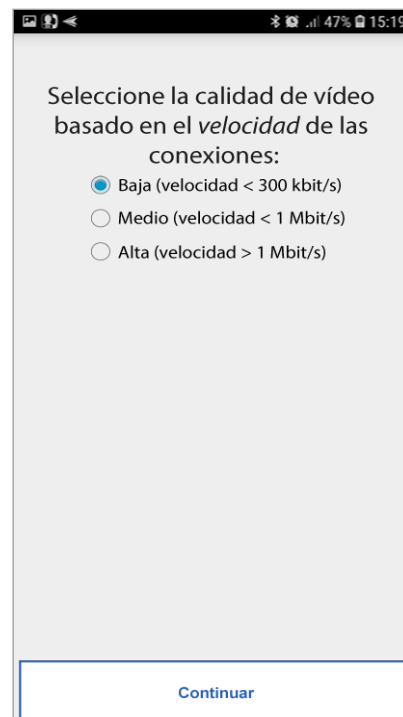 47% 15:19
Seleccione la calidad de vídeo
basado en el velocidad de las
conexiones:
Baja (velocidad < 300 kbit/s)
Medio (velocidad < 1 Mbit/s)
Alta (velocidad > 1 Mbit/s)
Continuar